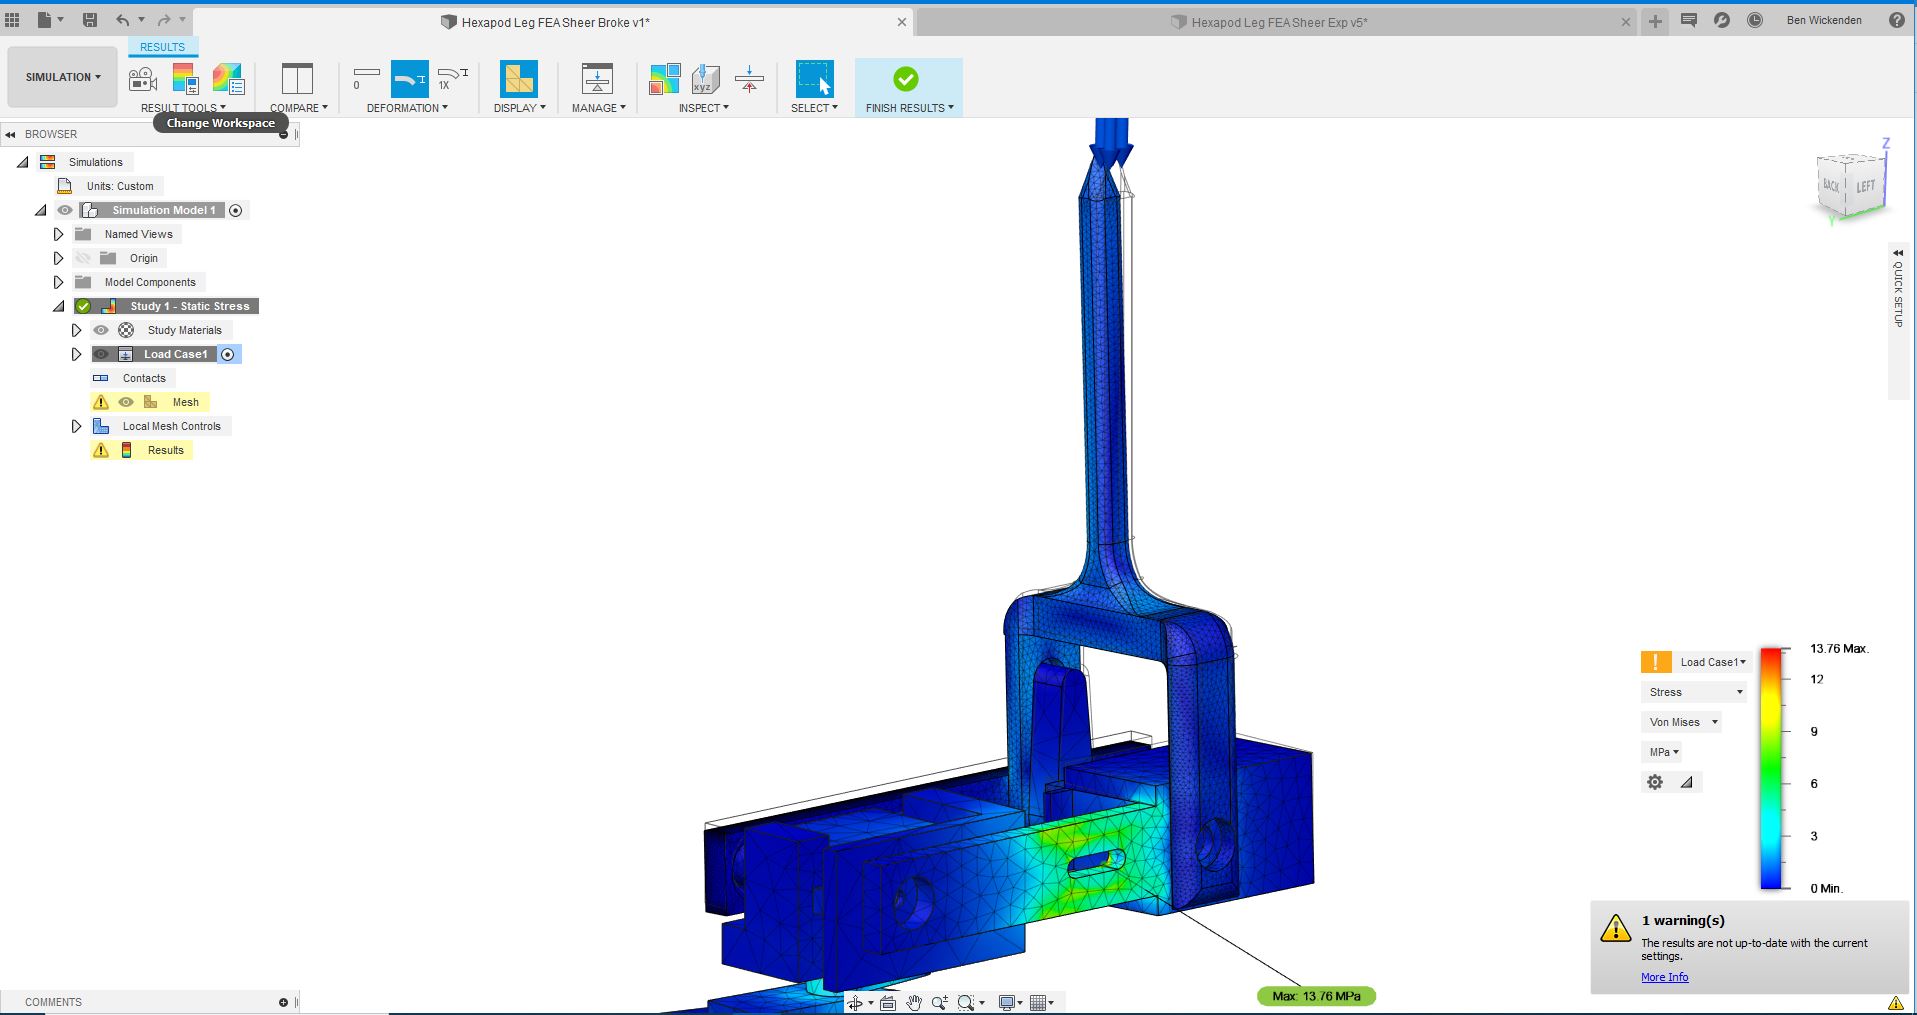 Hexapod Leg FEA Sheer Broke v1*
Hexapod Leg FEA Sheer Exp v5*
Ben Wickenden
RESULTS
SIMULATION
0
1X
xyz
RESULT TOOLS
COMPARE
DEFORMATION
DISPLAY
MANAGE
INSPECT
SELECT
FINISH RESULTS
Change Workspace
BROWSER
Simulations
Units: Custom
Simulation Model 1
Named Views
Origin
Model Components
Study 1 - Static Stress
Study Materials
Load Case1
Contacts
Mesh
Local Mesh Controls
Results
Z
BACK
LEFT
Y
QUICK SETUP
Load Case1
Stress
Von Mises
MPa
13.76 Max.
12
9
6
3
0 Min.
1 warning(s)
The results are not up-to-date with the current
settings.
More Info
Max: 13.76 MPa
COMMENTS